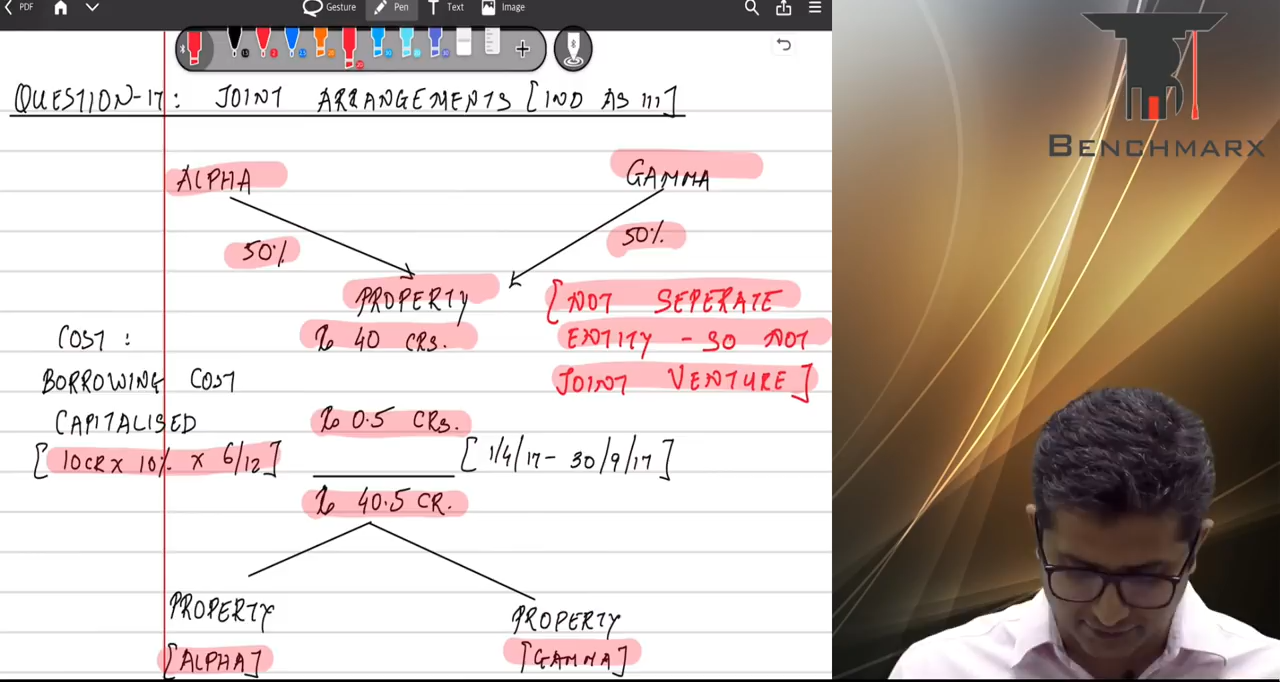 PDF Gesture Pen Text Image
QUESTION-17: JOINT ARRANGEMENTS [IND AS 111]
ALPHA GAMMA
50% 50%
PROPERTY [NOT SEPERATE
COST: ₹ 40 CRS. ENTITY - SO NOT
BORROWING COST JOINT VENTURE]
CAPITALISED ₹ 0.5 CRS.
[10CR X 10% X 6/12] [1/4/17 - 30/9/17]
₹ 40.5 CR.
PROPERTY PROPERTY
[ALPHA] [GAMMA]
BENCHMARX